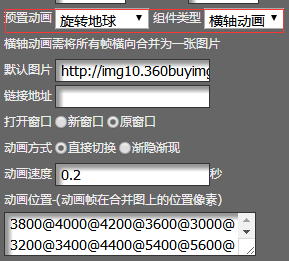 预置动画 旋转地球 组件类型 横轴动画
横轴动画需将所有帧横向合并为一张图片
默认图片 http://img10.360buyimg
链接地址
打开窗口 新窗口 原窗口
动画方式 直接切换 渐隐渐现
动画速度 0.2 秒
动画位置-(动画帧在合并图上的位置像素)
3800@4000@4200@3600@3000@
3200@3400@4400@5400@5600@